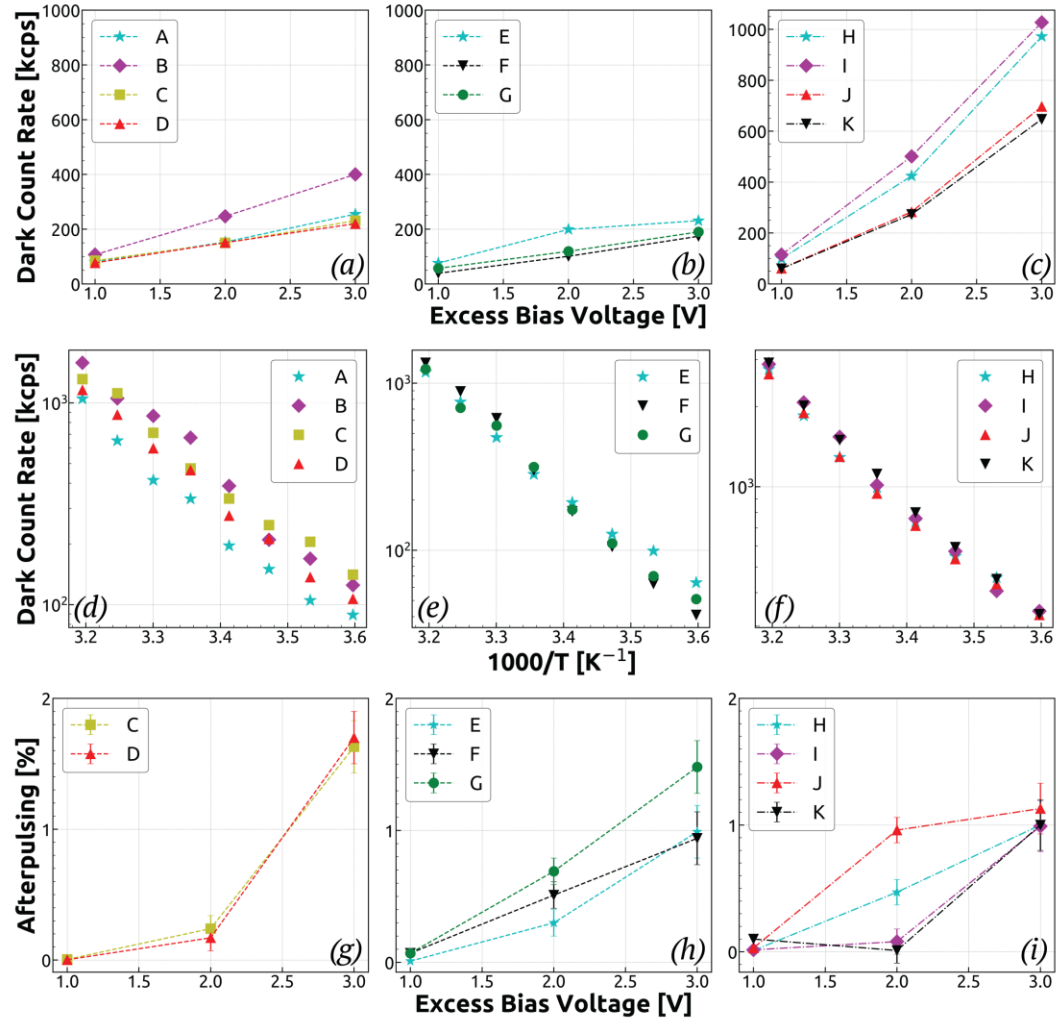 Dark Count Rate [kcps]
1000
800
600
400
200
0
1.0
1.5
2.0
2.5
3.0
A
B
C
D
(a)
1000
800
600
400
200
0
1.0
1.5
2.0
2.5
3.0
E
F
G
(b)
Excess Bias Voltage [V]
1000
800
600
400
200
0
1.0
1.5
2.0
2.5
3.0
H
I
J
K
(c)
Dark Count Rate [kcps]
10³
10²
3.2
3.3
3.4
3.5
3.6
A
B
C
D
(d)
10³
10²
3.2
3.3
3.4
3.5
3.6
E
F
G
(e)
1000/T [K⁻¹]
10³
3.2
3.3
3.4
3.5
3.6
H
I
J
K
(f)
Afterpulsing [%]
2
1
0
1.0
1.5
2.0
2.5
3.0
C
D
(g)
2
1
0
1.0
1.5
2.0
2.5
3.0
E
F
G
(h)
Excess Bias Voltage [V]
2
1
0
1.0
1.5
2.0
2.5
3.0
H
I
J
K
(i)